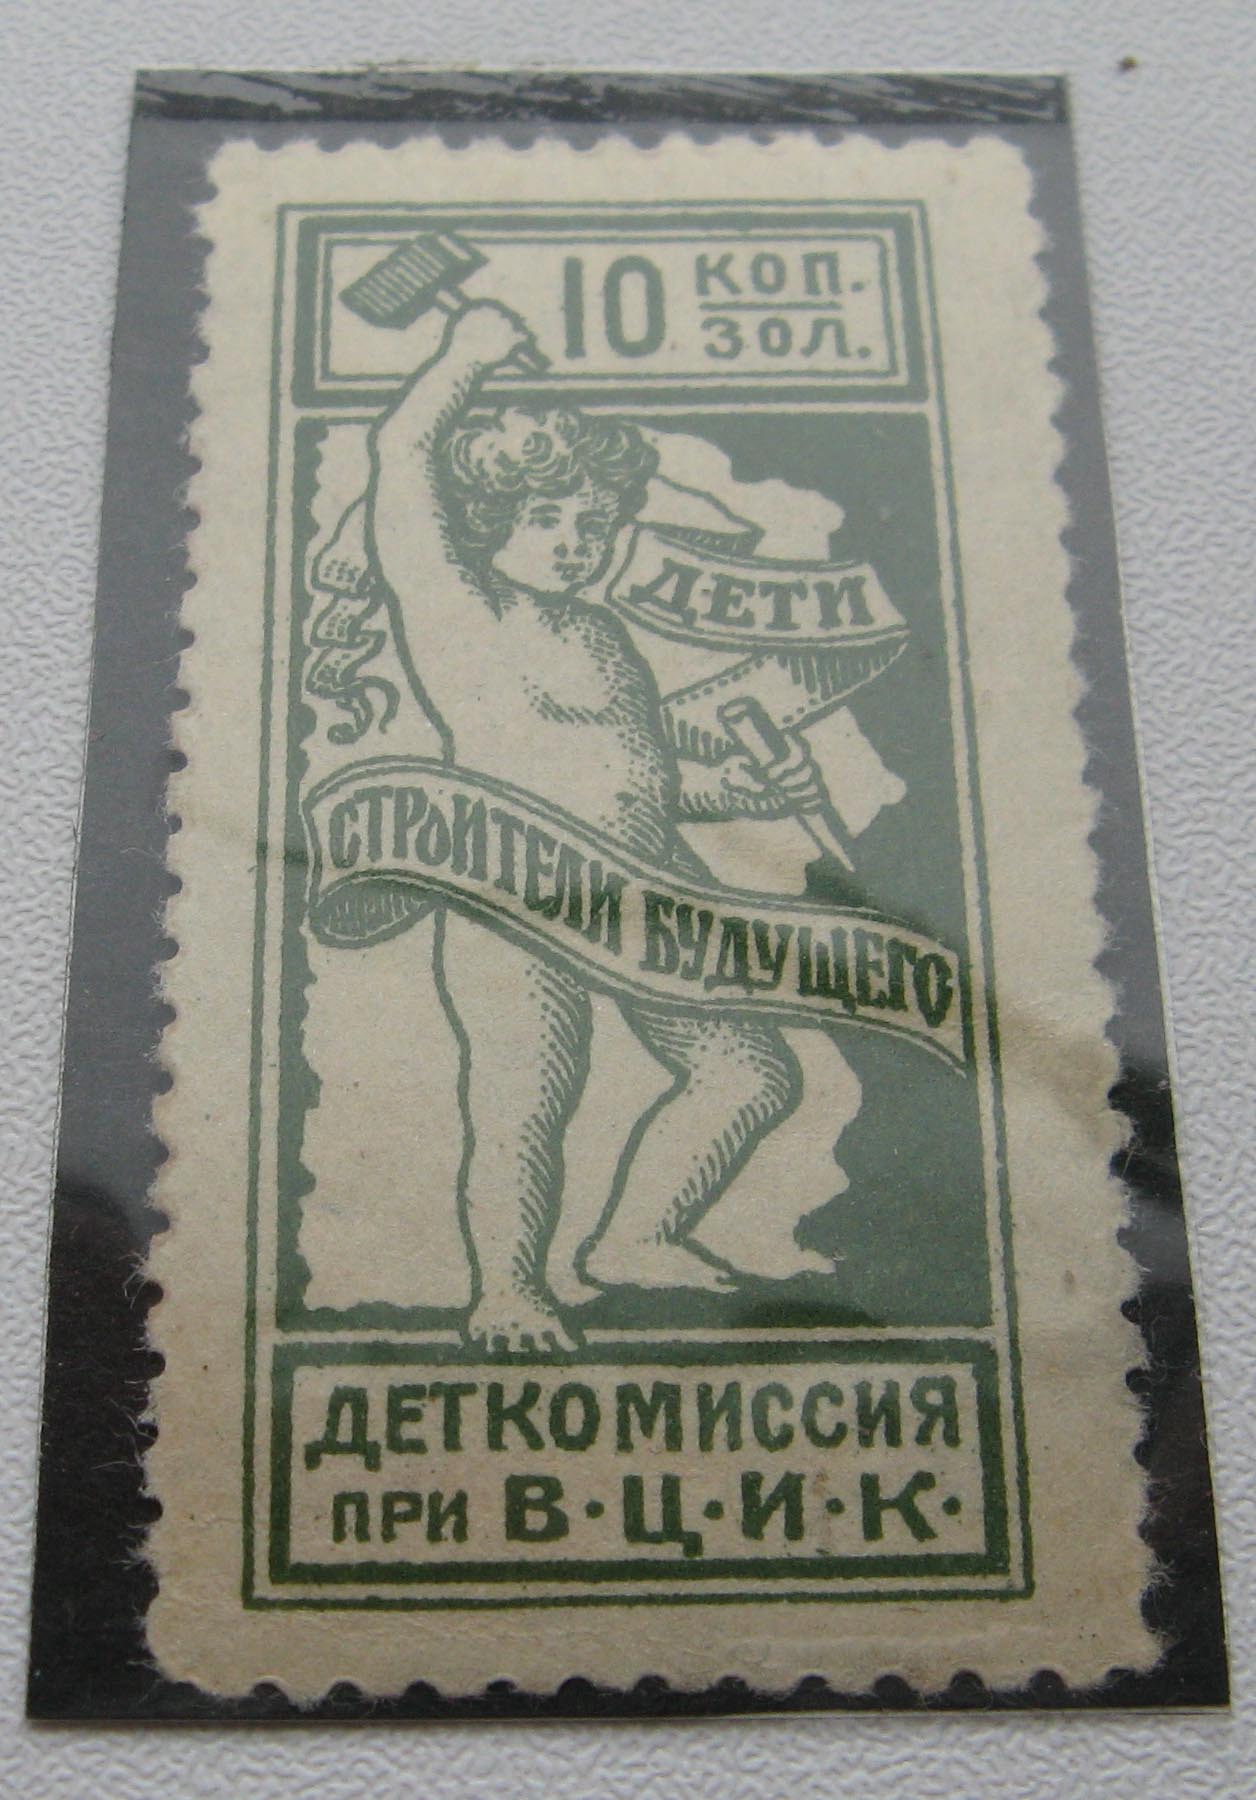 10 КОП.
ЗОЛ.
ДЕТИ
СТРОИТЕЛИ БУДУЩЕГО
ДЕТКОМИССИЯ
ПРИ В·Ц·И·К·